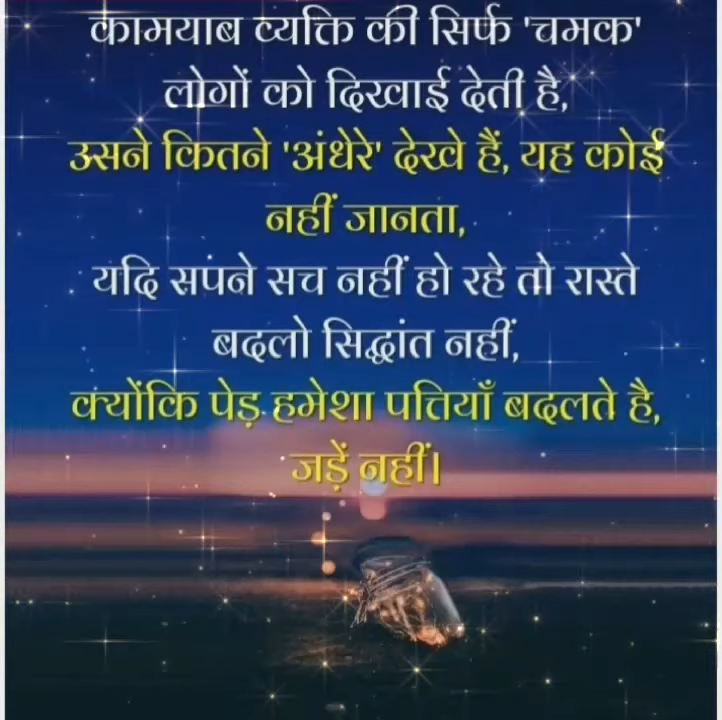 कामयाब व्यक्ति की सिर्फ 'चमक'
लोगों को दिखाई देती है,
उसने कितने 'अंधेरे' देखे हैं, यह कोई
नहीं जानता,
यदि सपने सच नहीं हो रहे तो रास्ते
बदलो सिद्धांत नहीं,
क्योंकि पेड़ हमेशा पत्तियाँ बदलते है,
जड़ें नहीं।